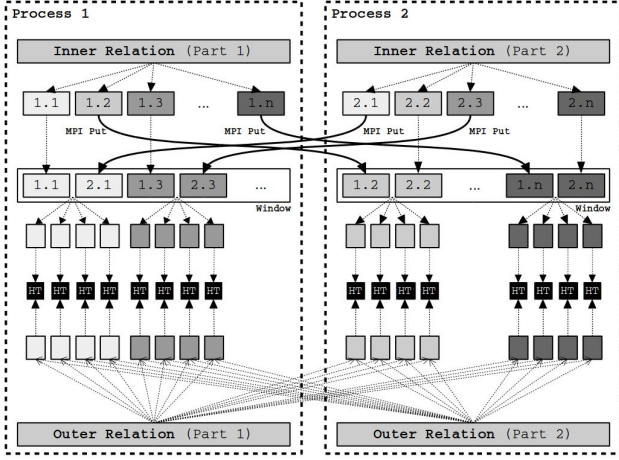 Process 1
Process 2
Inner Relation (Part 1)
Inner Relation (Part 2)
1.1 1.2 1.3 ... 1.n
2.1 2.2 2.3 ... 2.n
MPI Put MPI Put
MPI Put MPI Put
1.1 2.1 1.3 2.3 ...
1.2 2.2 ... 1.n 2.n
Window
Window
HT HT HT HT HT HT HT HT
HT HT HT HT HT HT HT HT
Outer Relation (Part 1)
Outer Relation (Part 2)